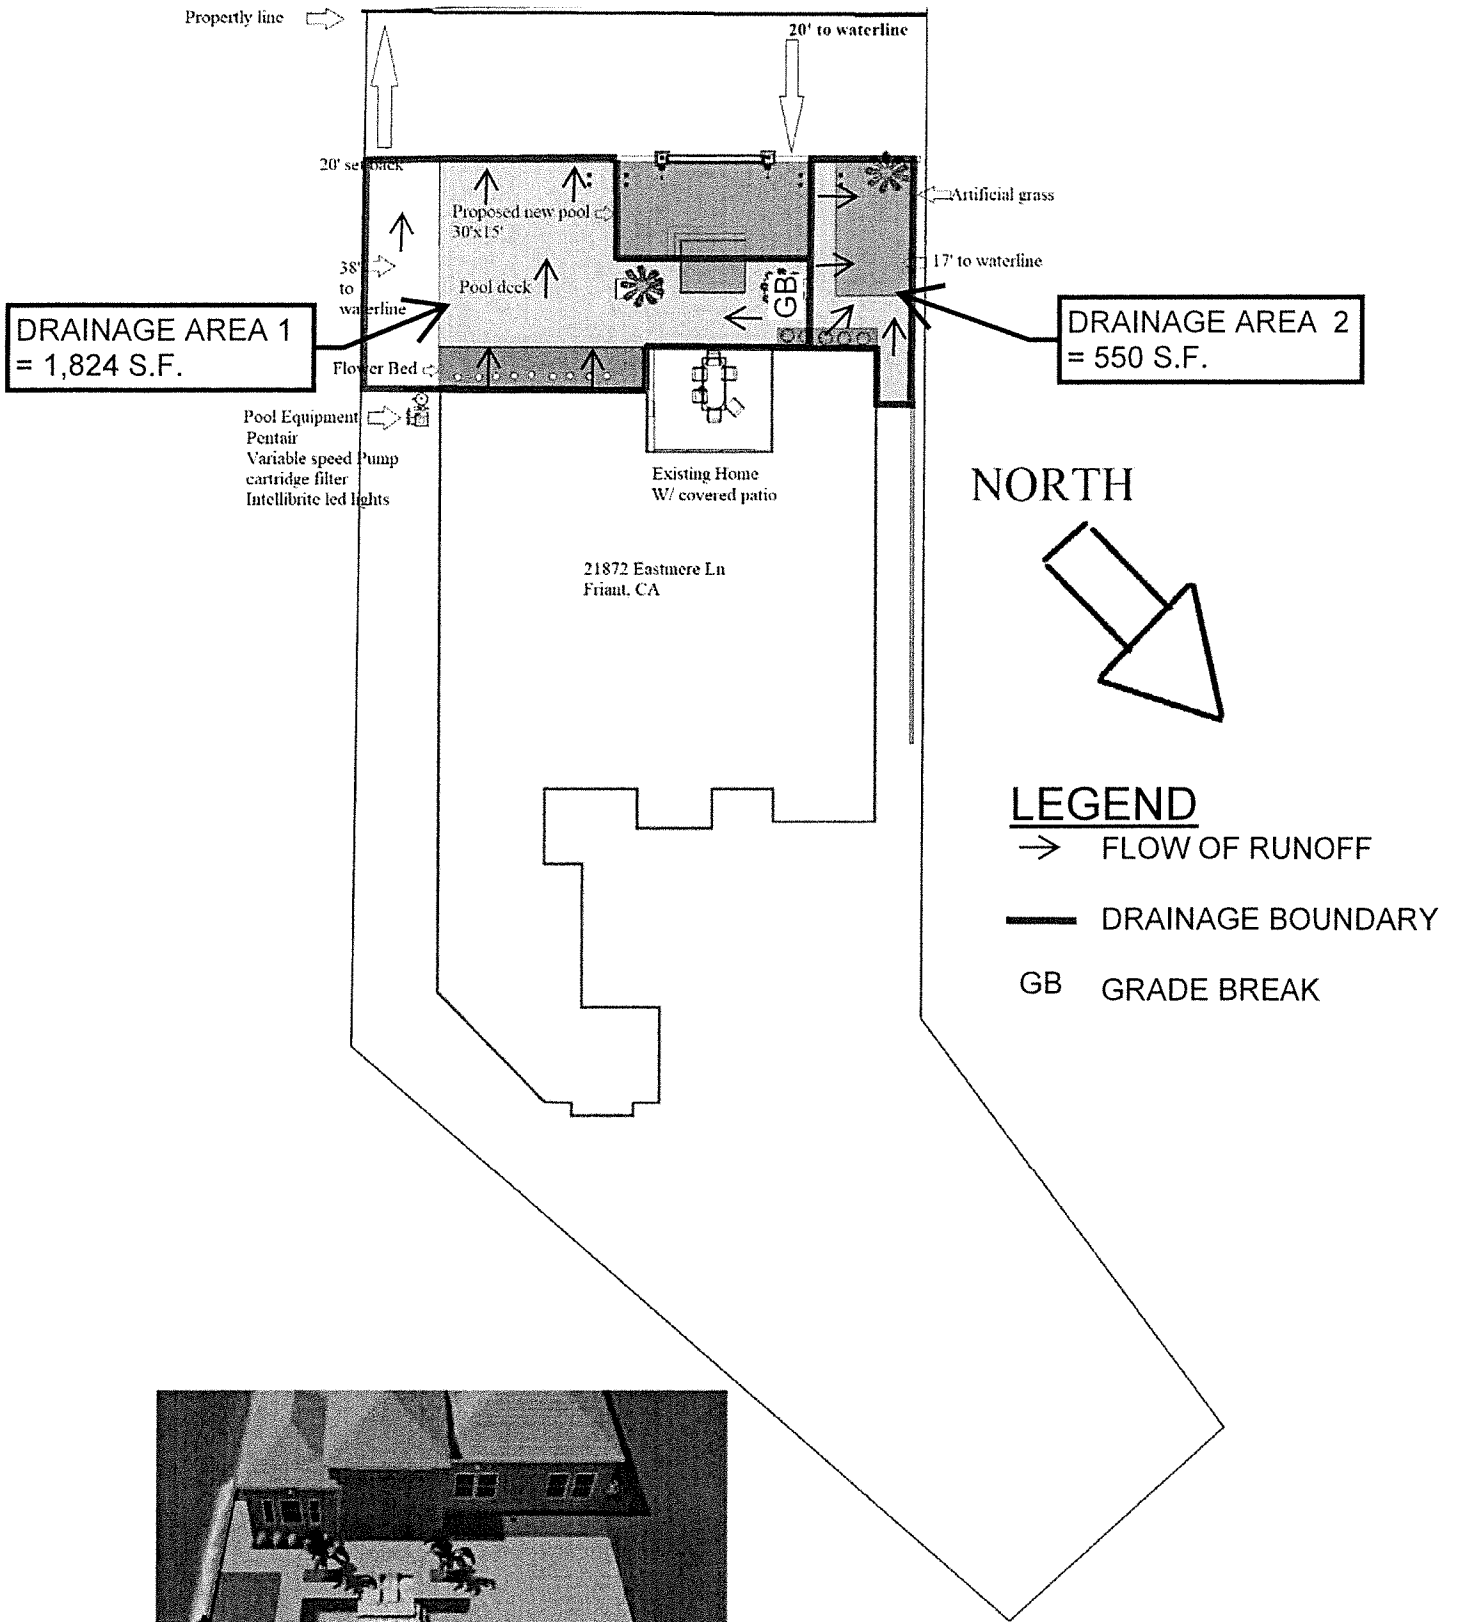 Propertly line
20' to waterline
20' set back
Artificial grass
Proposed new pool
30'x15'
17' to waterline
38'
to
waterline
Pool deck
GB
DRAINAGE AREA 1
= 1,824 S.F.
DRAINAGE AREA 2
= 550 S.F.
Flower Bed
Pool Equipment
Pentair
Variable speed Pump
cartridge filter
Intellibrite led lights
Existing Home
W/ covered patio
NORTH
21872 Eastmere Ln
Friant, CA
LEGEND
FLOW OF RUNOFF
DRAINAGE BOUNDARY
GB GRADE BREAK